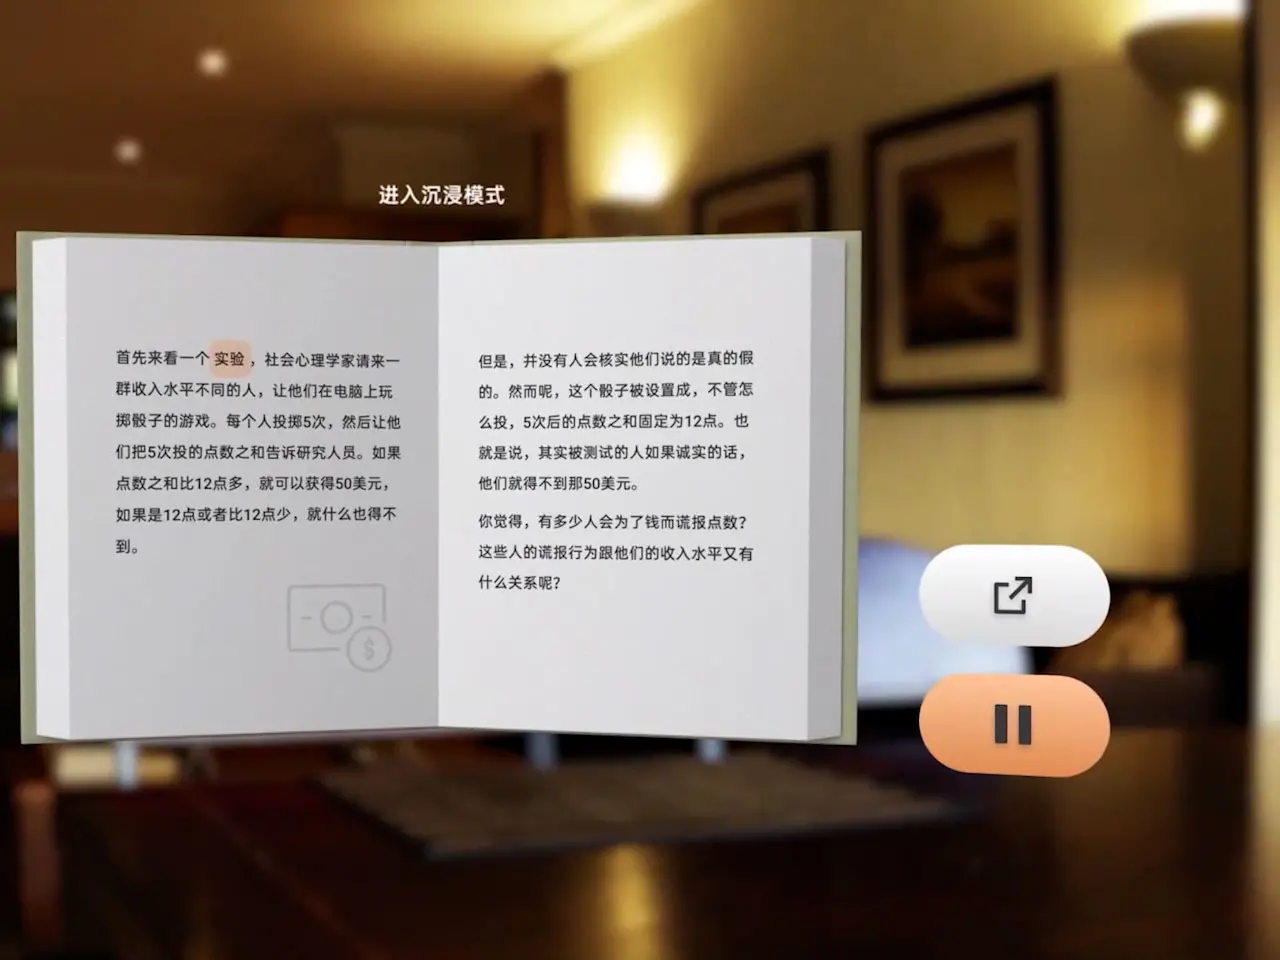 进入沉浸模式
首先来看一个实验，社会心理学家请来一
群收入水平不同的人，让他们在电脑上玩
掷骰子的游戏。每个人投掷5次，然后让他
们把5次投的点数之和告诉研究人员。如果
点数之和比12点多，就可以获得50美元，
如果是12点或者比12点少，就什么也得不
到。
$
但是，并没有人会核实他们说的是真的假
的。然而呢，这个骰子被设置成，不管怎
么投，5次后的点数之和固定为12点。也
就是说，其实被测试的人如果诚实的话，
他们就得不到那50美元。
你觉得，有多少人会为了钱而谎报点数？
这些人的谎报行为跟他们的收入水平又有
什么关系呢？